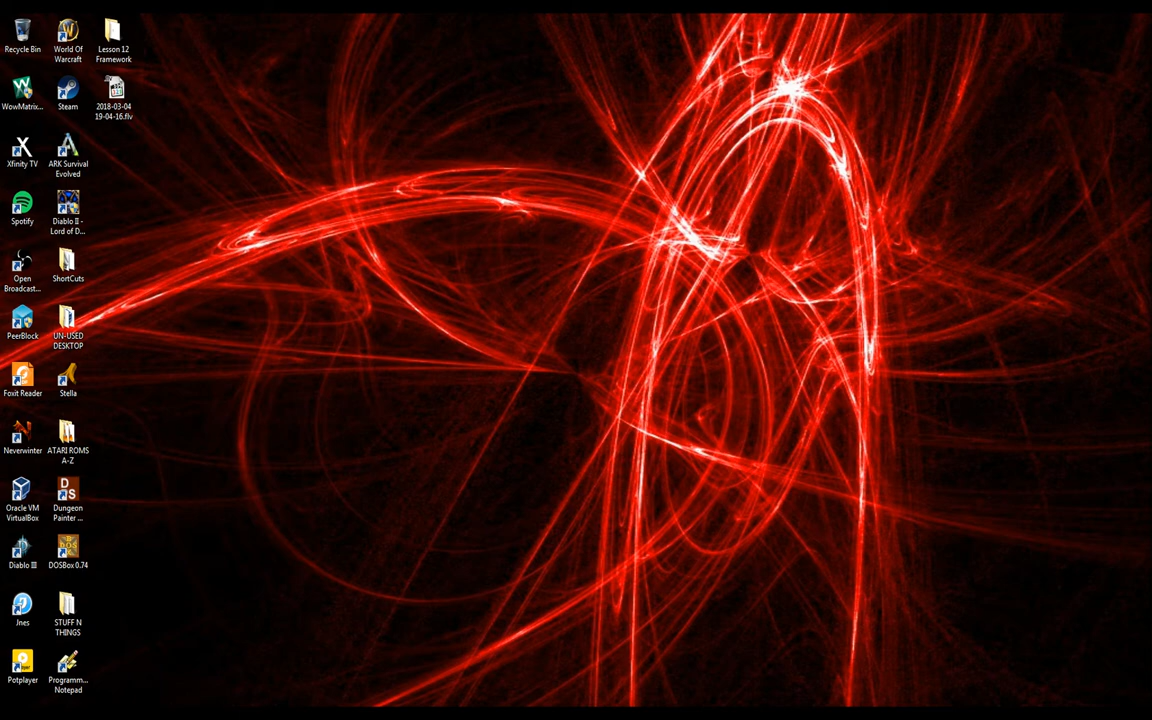 Recycle Bin
World Of
Warcraft
Lesson 12
Framework
WowMatrix...
Steam
2018-03-04
19-04-16.flv
Xfinity TV
ARK Survival
Evolved
Spotify
Diablo II -
Lord of D...
Open
Broadcast...
ShortCuts
PeerBlock
UN-USED
DESKTOP
Foxit Reader
Stella
Neverwinter
ATARI ROMS
A-Z
Oracle VM
VirtualBox
Dungeon
Painter ...
Diablo III
DOSBox 0.74
Jnes
STUFF N
THINGS
Potplayer
Programm...
Notepad